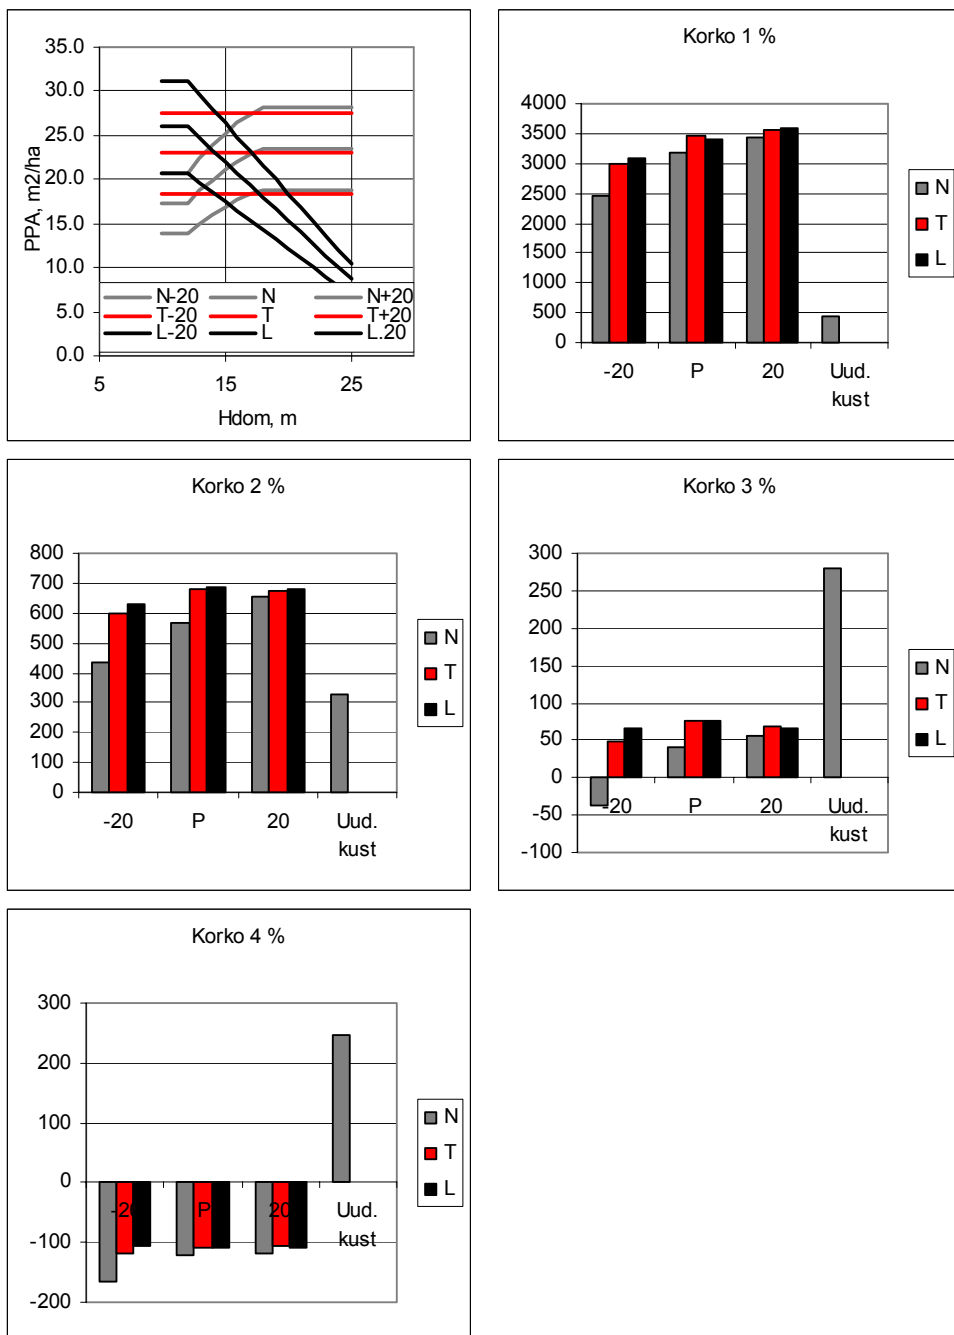 35.0
30.0
25.0
20.0
15.0
10.0
5.0
0.0
PPA, m2/ha
N-20 N N+20
T-20 T T+20
L-20 L L.20
5 15 25
Hdom, m
Korko 1 %
4000
3500
3000
2500
2000
1500
1000
500
0
-20 P 20 Uud.
kust
N
T
L
Korko 2 %
800
700
600
500
400
300
200
100
0
-20 P 20 Uud.
kust
N
T
L
Korko 3 %
300
250
200
150
100
50
0
-50
-100
-20 P 20 Uud.
kust
N
T
L
Korko 4 %
300
200
100
0
-100
-200
-20 P 20 Uud.
kust
N
T
L